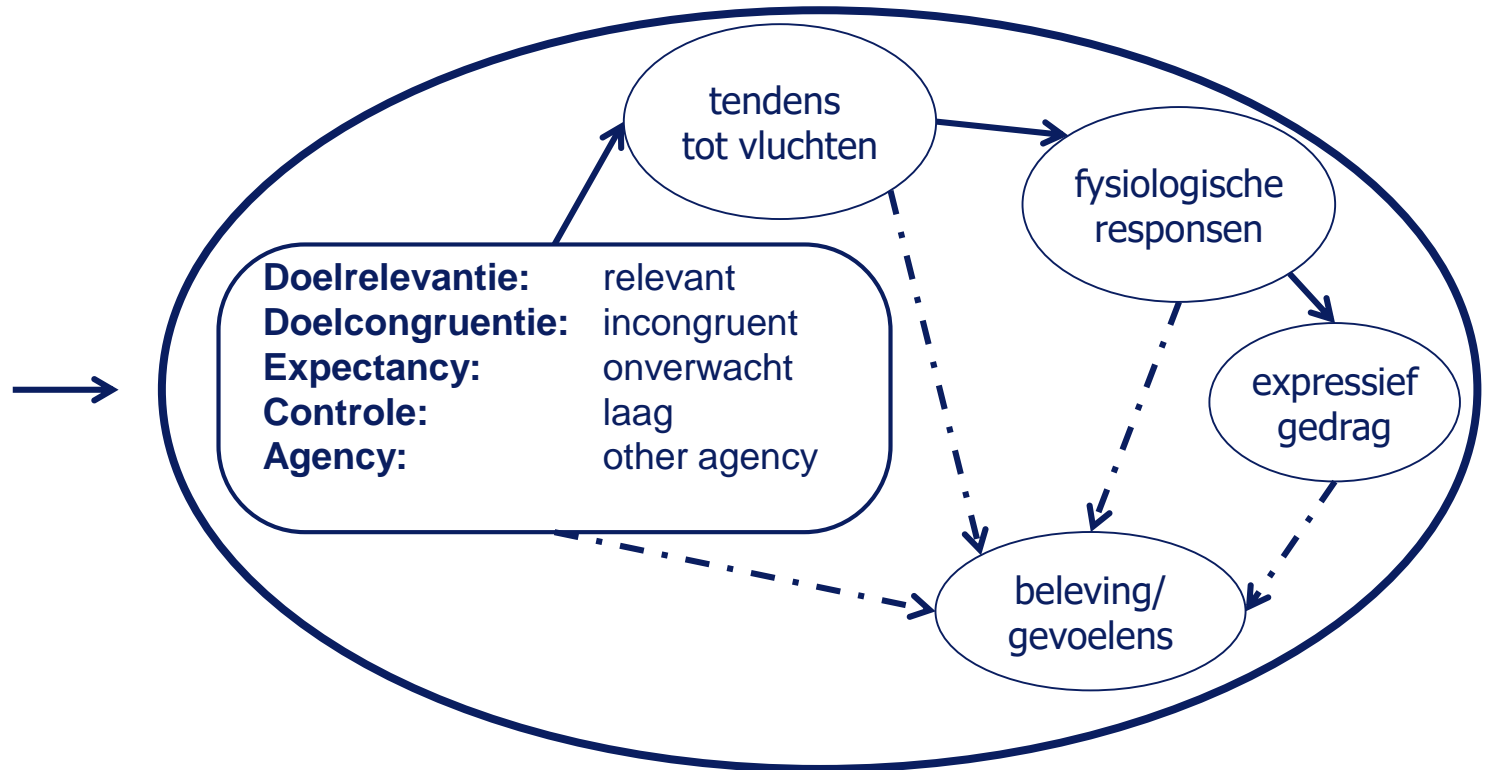 tendens
tot vluchten
fysiologische
responsen
Doelrelevantie: relevant
Doelcongruentie: incongruent
Expectancy: onverwacht
Controle: laag
Agency: other agency
expressief
gedrag
beleving/
gevoelens